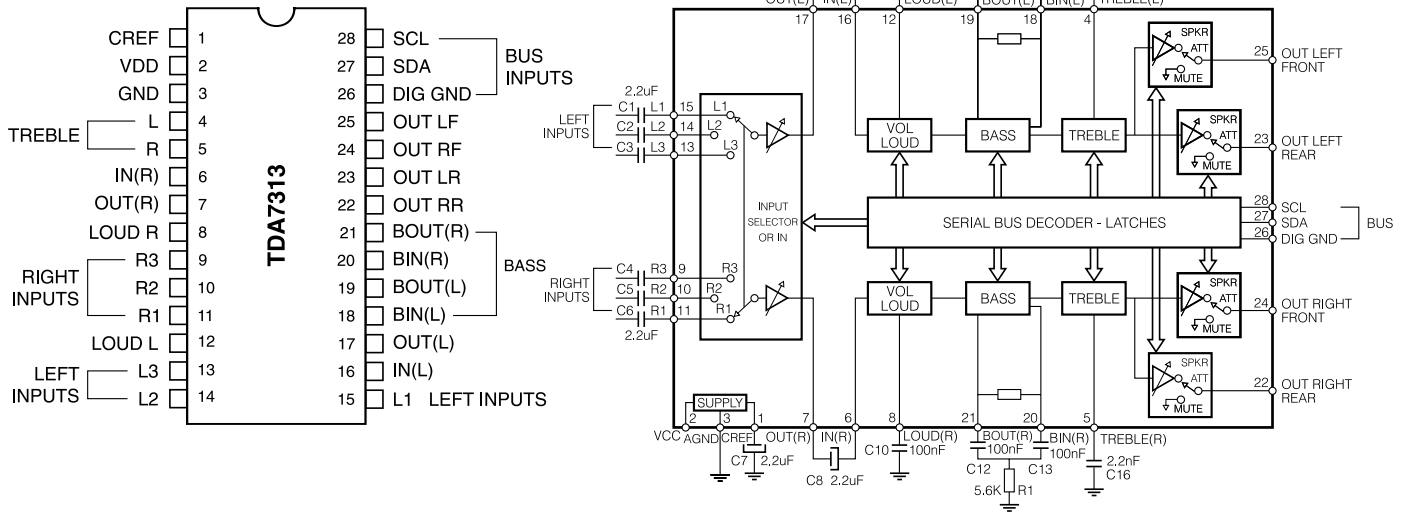 CREF 1
VDD 2
GND 3
TREBLE
L 4
R 5
IN(R) 6
OUT(R) 7
LOUD R 8
RIGHT
INPUTS
R3 9
R2 10
R1 11
LOUD L 12
LEFT
INPUTS
L3 13
L2 14
TDA7313
28 SCL
27 SDA
26 DIG GND
BUS
INPUTS
25 OUT LF
24 OUT RF
23 OUT LR
22 OUT RR
21 BOUT(R)
20 BIN(R)
19 BOUT(L)
18 BIN(L)
BASS
17 OUT(L)
16 IN(L)
15 L1 LEFT INPUTS
OUT(L) IN(L) LOUD(L) BOUT(L) BIN(L) TREBLE(L)
17 16 12 19 18 4
2.2uF
LEFT
INPUTS
C1 L1 15 L1
C2 L2 14 L2
C3 L3 13 L3
VOL
LOUD
BASS
TREBLE
SPKR
ATT
MUTE
25 OUT LEFT
FRONT
SPKR
ATT
MUTE
23 OUT LEFT
REAR
INPUT
SELECTOR
OR IN
SERIAL BUS DECODER - LATCHES
28 SCL
27 SDA
26 DIG GND
BUS
RIGHT
INPUTS
C4 R3 9 R3
C5 R2 10 R2
C6 R1 11 R1
2.2uF
VOL
LOUD
BASS
TREBLE
SPKR
ATT
MUTE
24 OUT RIGHT
FRONT
SPKR
ATT
MUTE
22 OUT RIGHT
REAR
SUPPLY
2 3 1 7 6 8 21 20 5
VCC AGND CREF OUT(R) IN(R) LOUD(R) BOUT(R) BIN(R) TREBLE(R)
C7 2.2uF
C8 2.2uF
C10 100nF
C12 100nF
C13 100nF
2.2nF
C16
5.6K R1